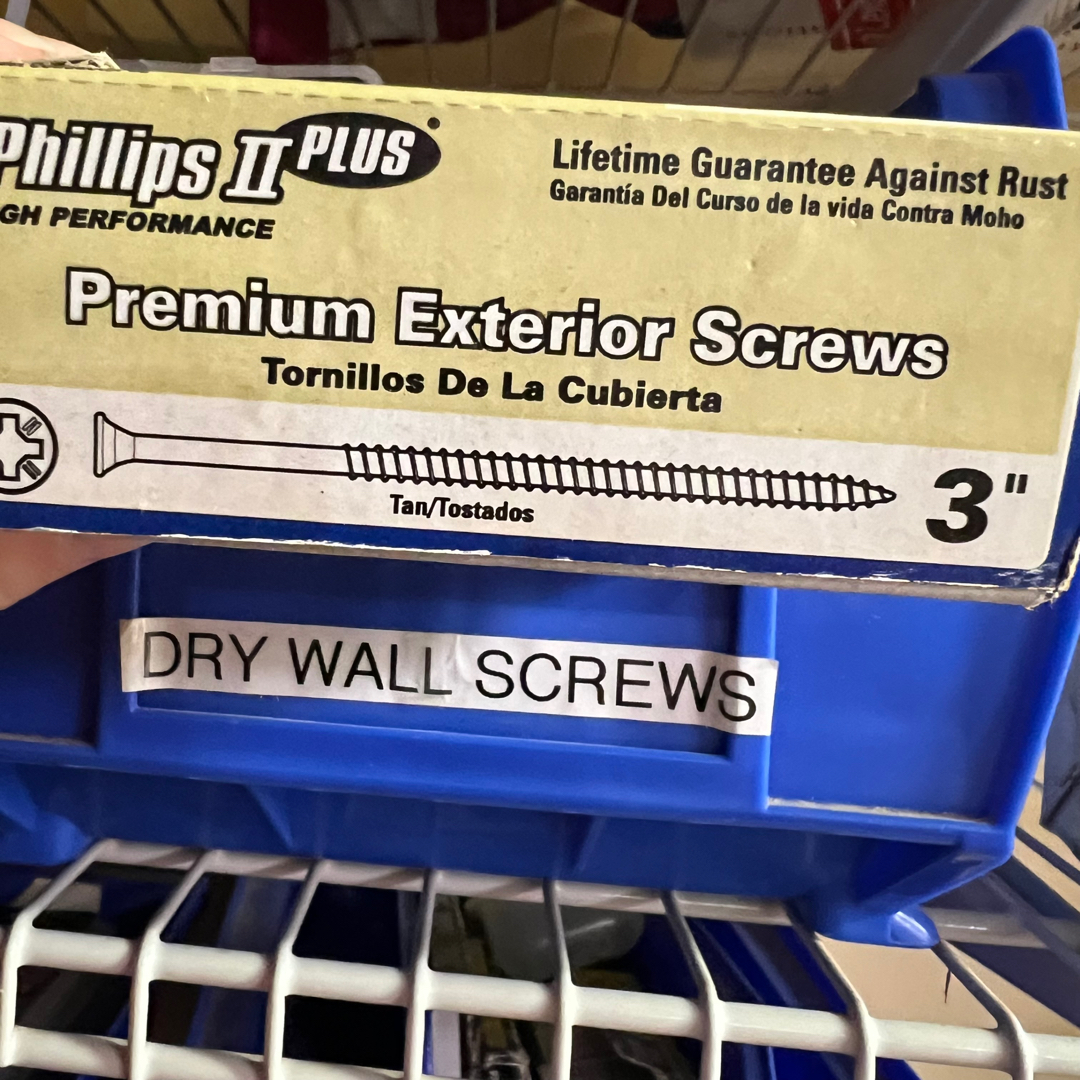 Phillips II PLUS
GH PERFORMANCE
Lifetime Guarantee Against Rust
Garantía Del Curso de la vida Contra Moho
Premium Exterior Screws
Tornillos De La Cubierta
Tan/Tostados
3"
DRY WALL SCREWS